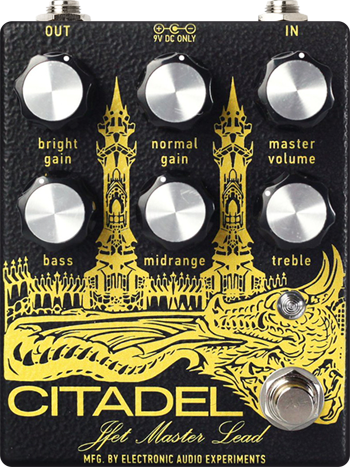 OUT
9V DC ONLY
IN
bright
gain
normal
gain
master
volume
bass
midrange
treble
CITADEL
Jfet Master Lead
MFG. BY ELECTRONIC AUDIO EXPERIMENTS